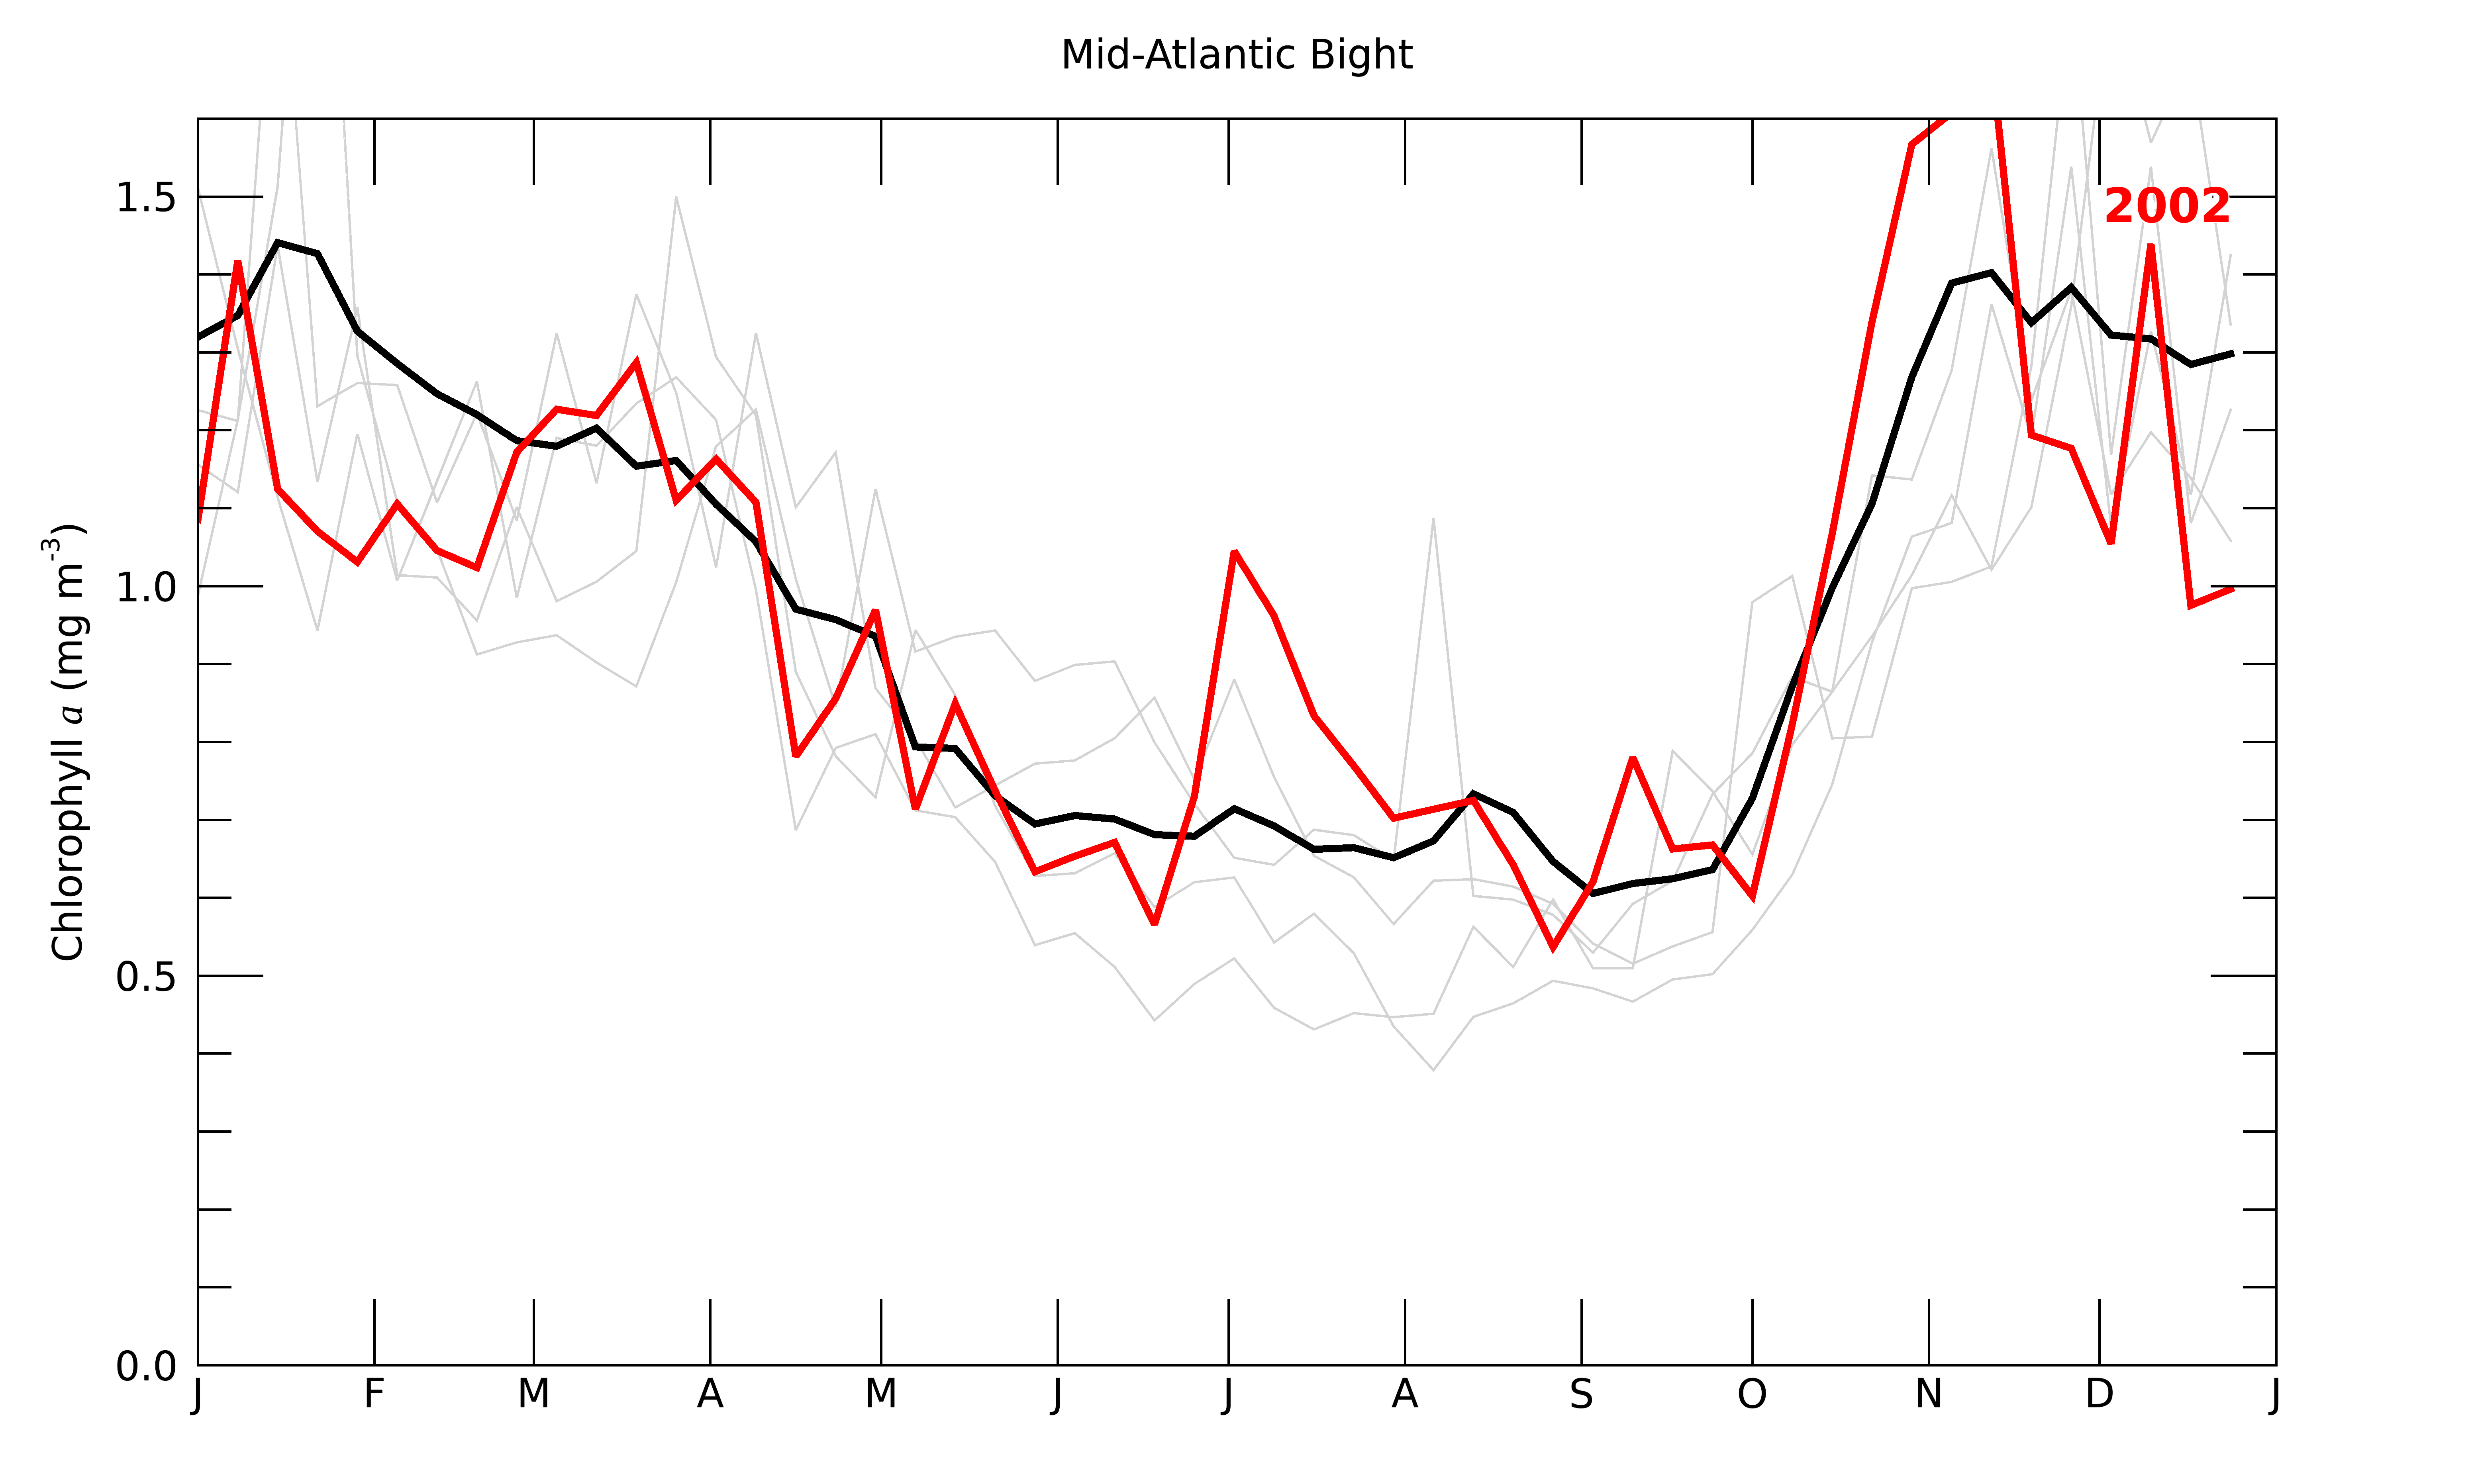 Mid-Atlantic Bight
Chlorophyll a (mg m⁻³)
1.5
1.0
0.5
0.0
2002
J F M A M J J A S O N D J